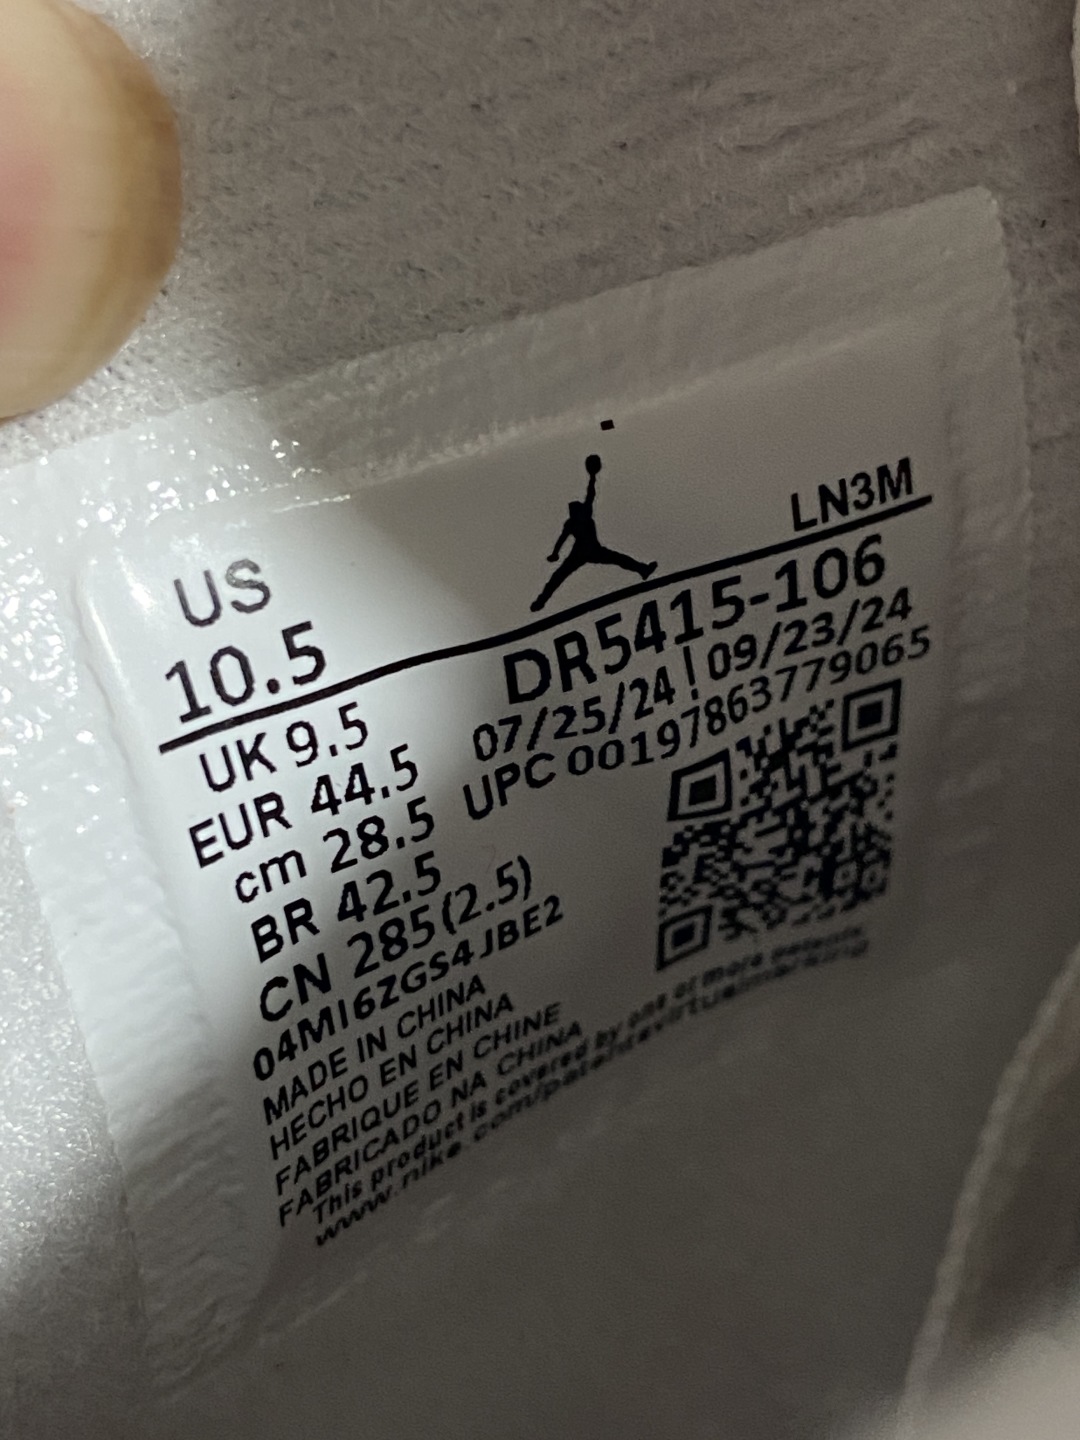 LN3M
US
10.5
DR5415-106
07/25/24 ! 09/23/24
UPC 00197863779065
UK 9.5
EUR 44.5
cm 28.5
BR 42.5
CN 285(2.5)
04MI6ZGS4JBE2
MADE IN CHINA
HECHO EN CHINA
FABRIQUE EN CHINE
FABRICADO NA CHINA
This product is covered by one or more patents
www.nike.com/patentsvirtualmarking